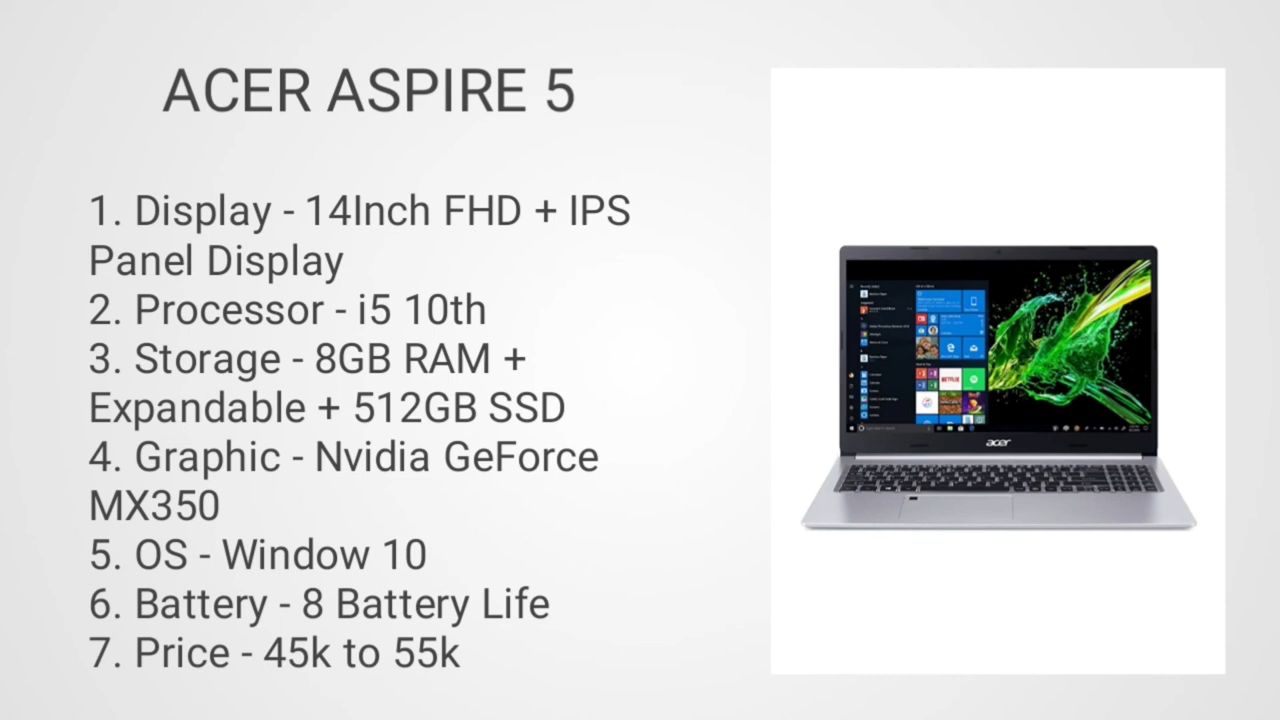 ACER ASPIRE 5
1. Display - 14Inch FHD + IPS
Panel Display
2. Processor - i5 10th
3. Storage - 8GB RAM +
Expandable + 512GB SSD
4. Graphic - Nvidia GeForce
MX350
5. OS - Window 10
6. Battery - 8 Battery Life
7. Price - 45k to 55k
NETFLIX
acer